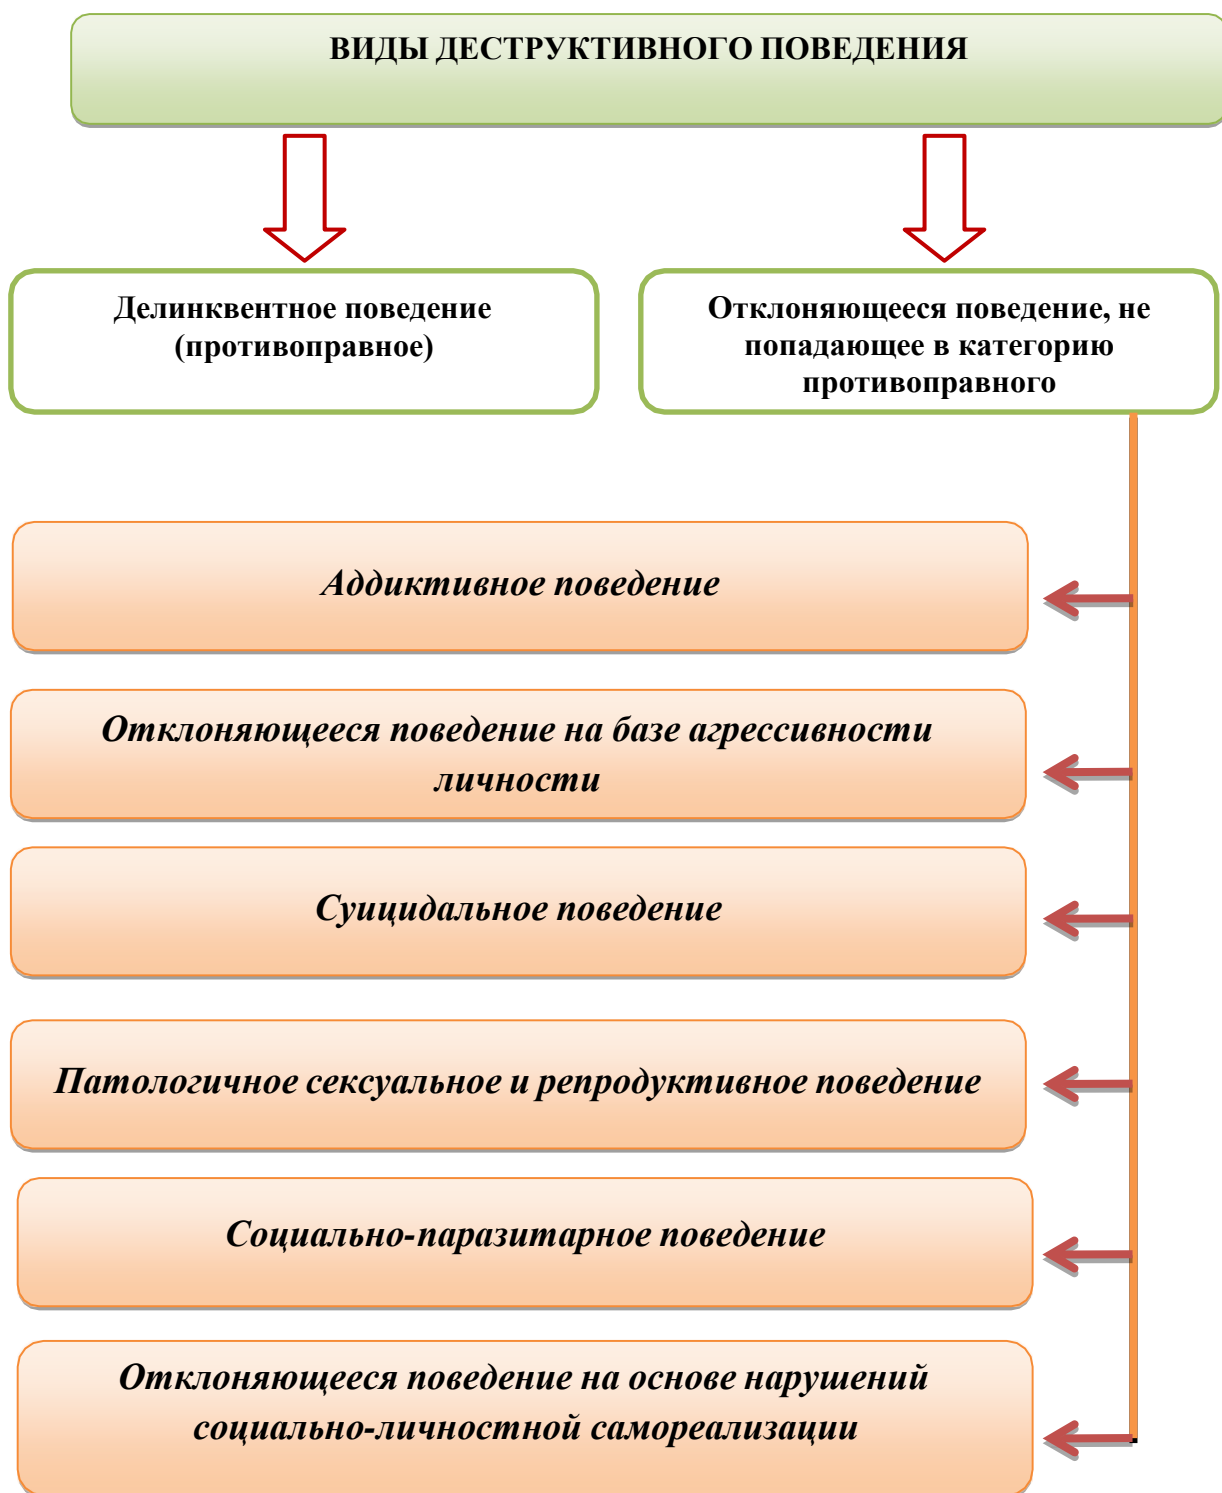 ВИДЫ ДЕСТРУКТИВНОГО ПОВЕДЕНИЯ
Делинквентное поведение
(противоправное)
Отклоняющееся поведение, не
попадающее в категорию
противоправного
Аддиктивное поведение
Отклоняющееся поведение на базе агрессивности
личности
Суицидальное поведение
Патологичное сексуальное и репродуктивное поведение
Социально-паразитарное поведение
Отклоняющееся поведение на основе нарушений
социально-личностной самореализации